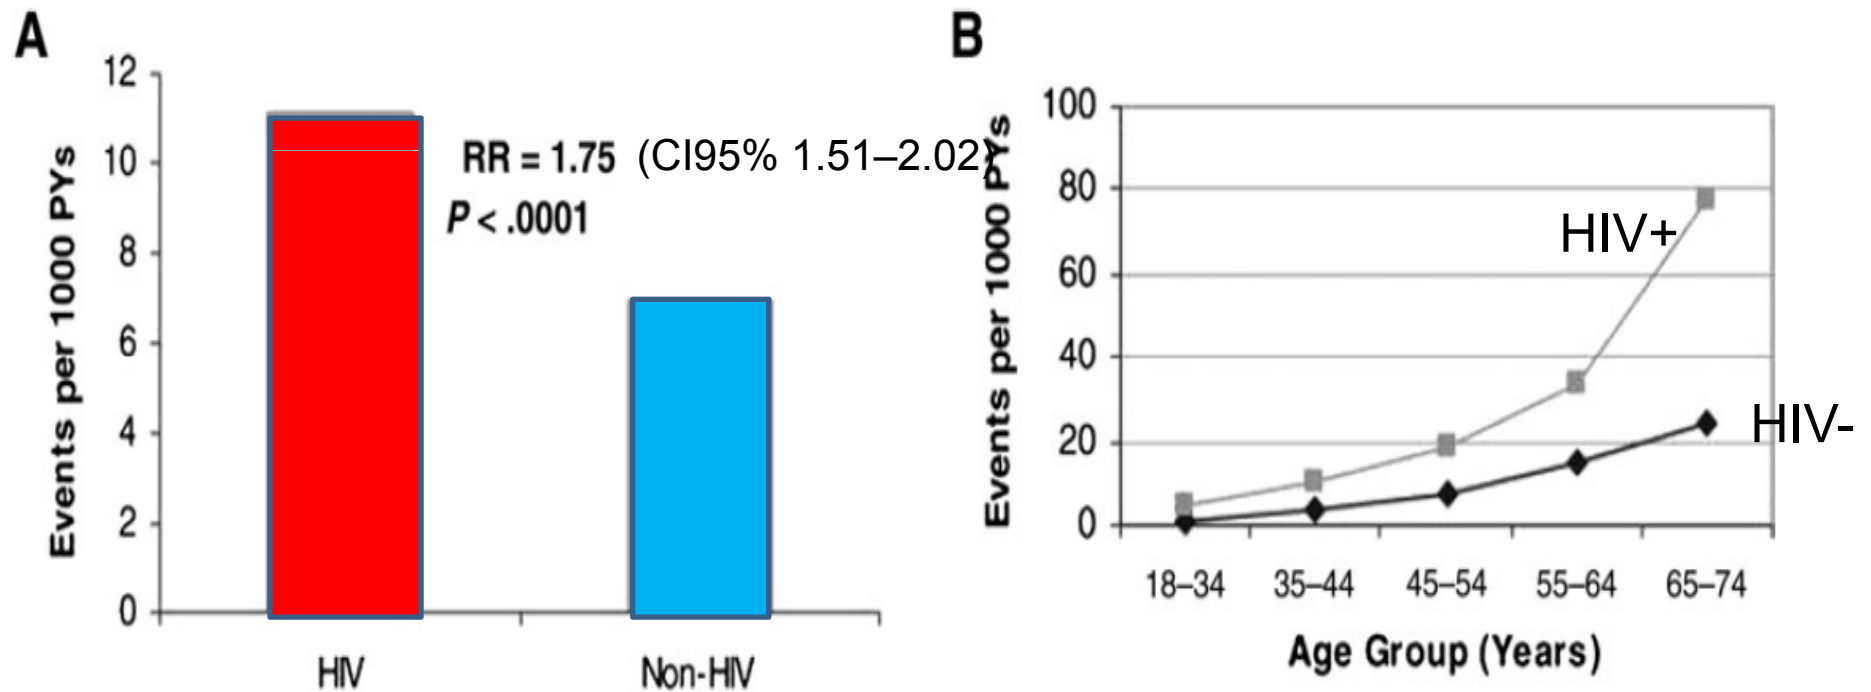 A
Events per 1000 PYs
12
10
8
6
4
2
0
RR = 1.75 (CI95% 1.51–2.02)
P < .0001
HIV
Non-HIV
B
Events per 1000 PYs
100
80
60
40
20
0
HIV+
HIV-
18–34
35–44
45–54
55–64
65–74
Age Group (Years)